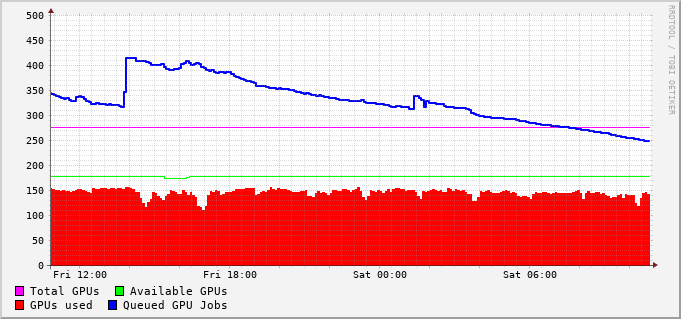 500
450
400
350
300
250
200
150
100
50
0
Fri 12:00 Fri 18:00 Sat 00:00 Sat 06:00
Total GPUs Available GPUs
GPUs used Queued GPU Jobs
RRDTOOL / TOBI OETIKER